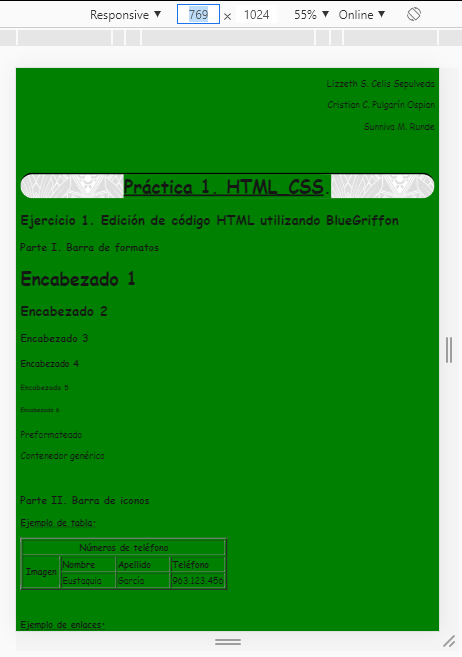 Responsive ▼ 769 × 1024 55% ▼ Online ▼
Lizzeth S. Celis Sepulveda
Cristian C. Pulgarín Ospian
Sunniva M. Runde
Práctica 1. HTML_CSS
Ejercicio 1. Edición de código HTML utilizando BlueGriffon
Parte I. Barra de formatos
Encabezado 1
Encabezado 2
Encabezado 3
Encabezado 4
Encabezado 5
Encabezado 6
Preformateado
Contenedor genérico
Parte II. Barra de iconos
Ejemplo de tabla:
Números de teléfono
Imagen Nombre Apellido Teléfono
Eustaquia García 963.123.456
Ejemplo de enlaces: